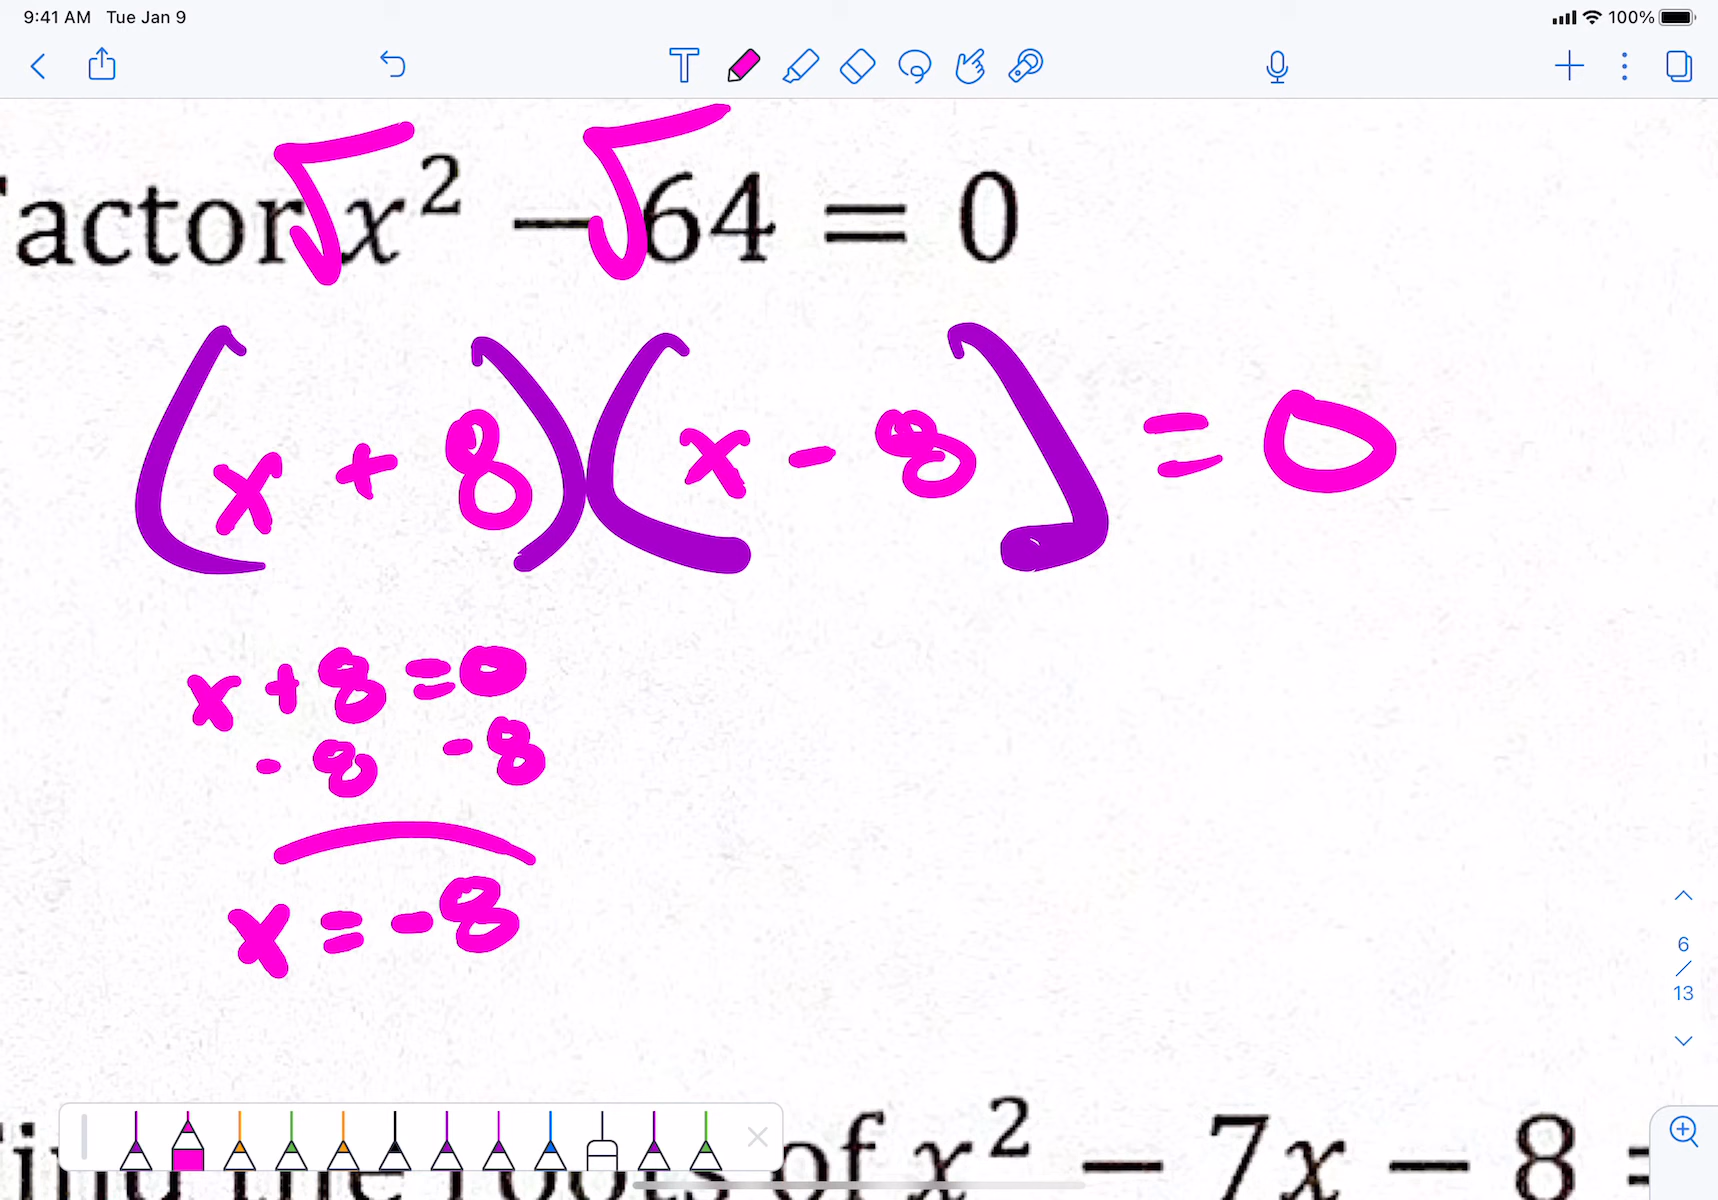 9:41 AM Tue Jan 9 100%
actor √x² − √64 = 0
(x + 8)(x - 8) = 0
x + 8 = 0
- 8 - 8
x = -8
6
/
13
of x² − 7x − 8 =